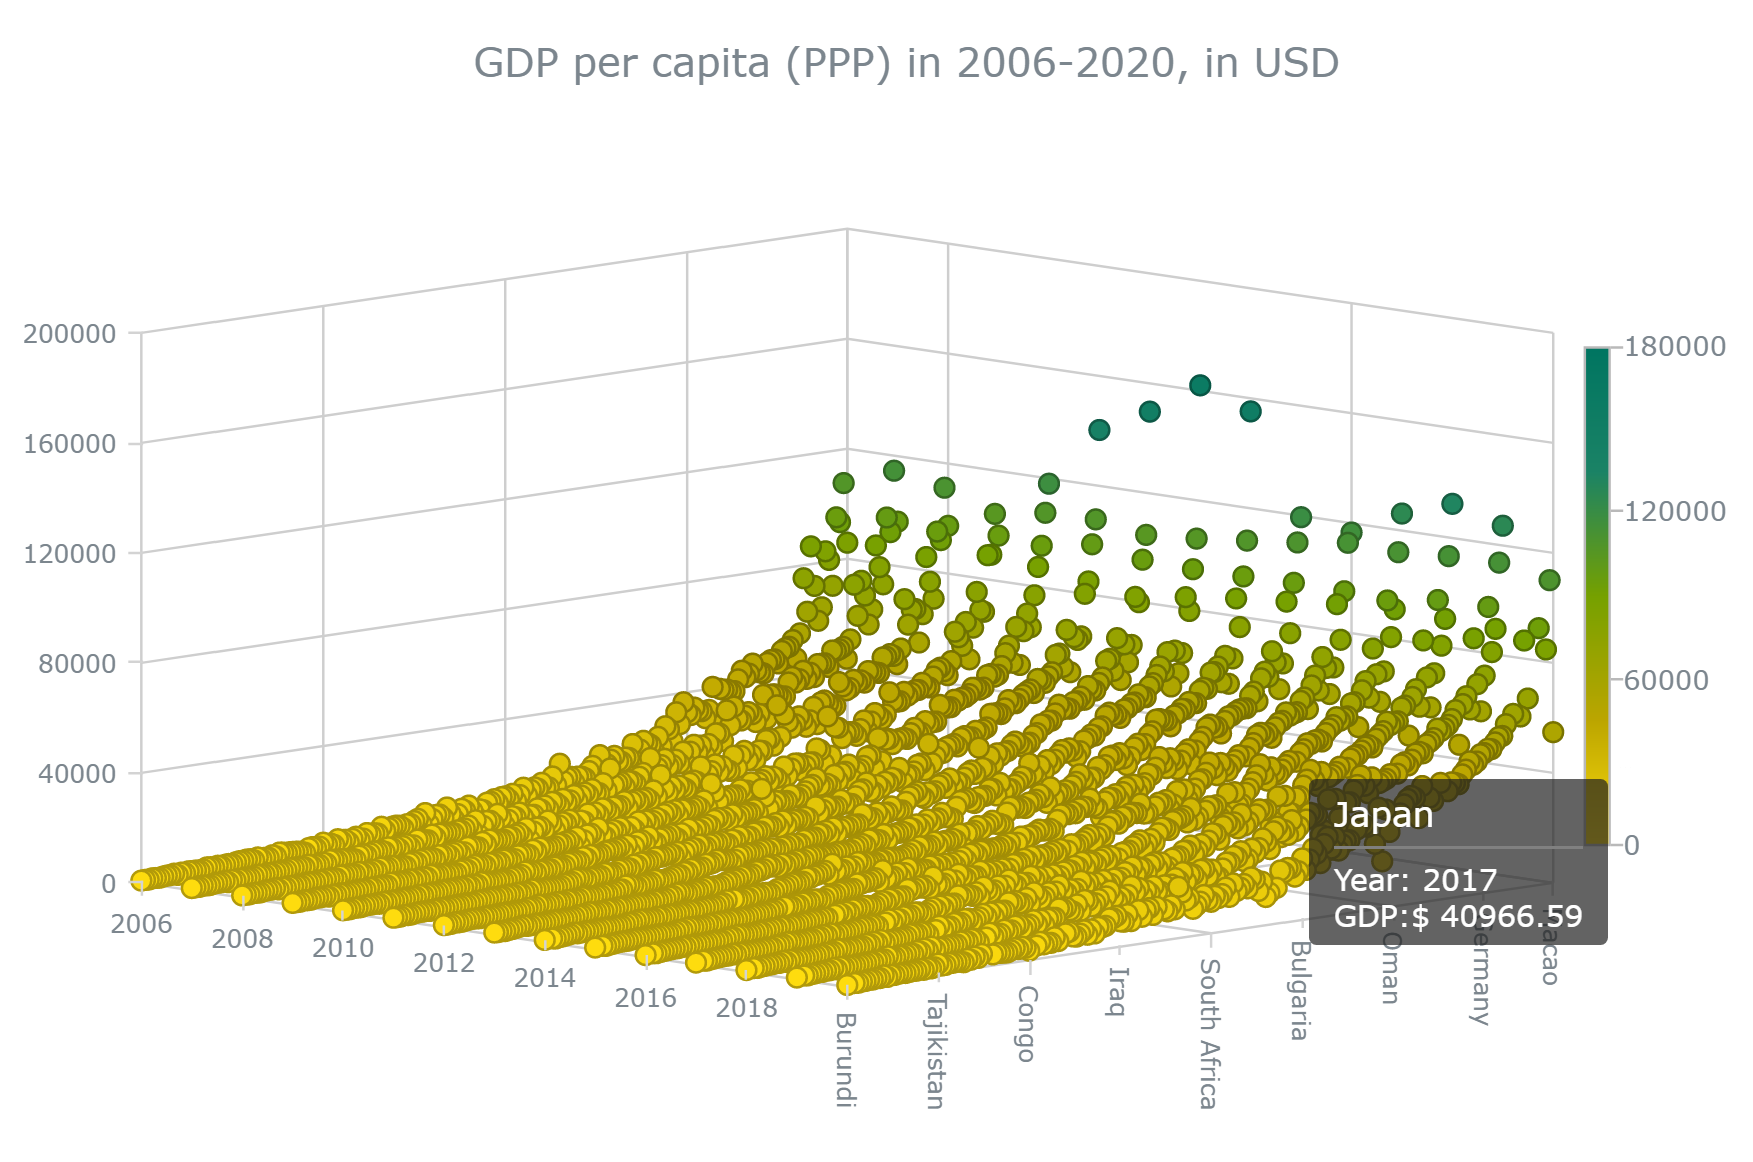 GDP per capita (PPP) in 2006-2020, in USD
200000
160000
120000
80000
40000
0
180000
120000
60000
0
Japan
Year: 2017
GDP:$ 40966.59
2006
2008
2010
2012
2014
2016
2018
Burundi
Tajikistan
Congo
Iraq
South Africa
Bulgaria
Oman
Germany
Macao